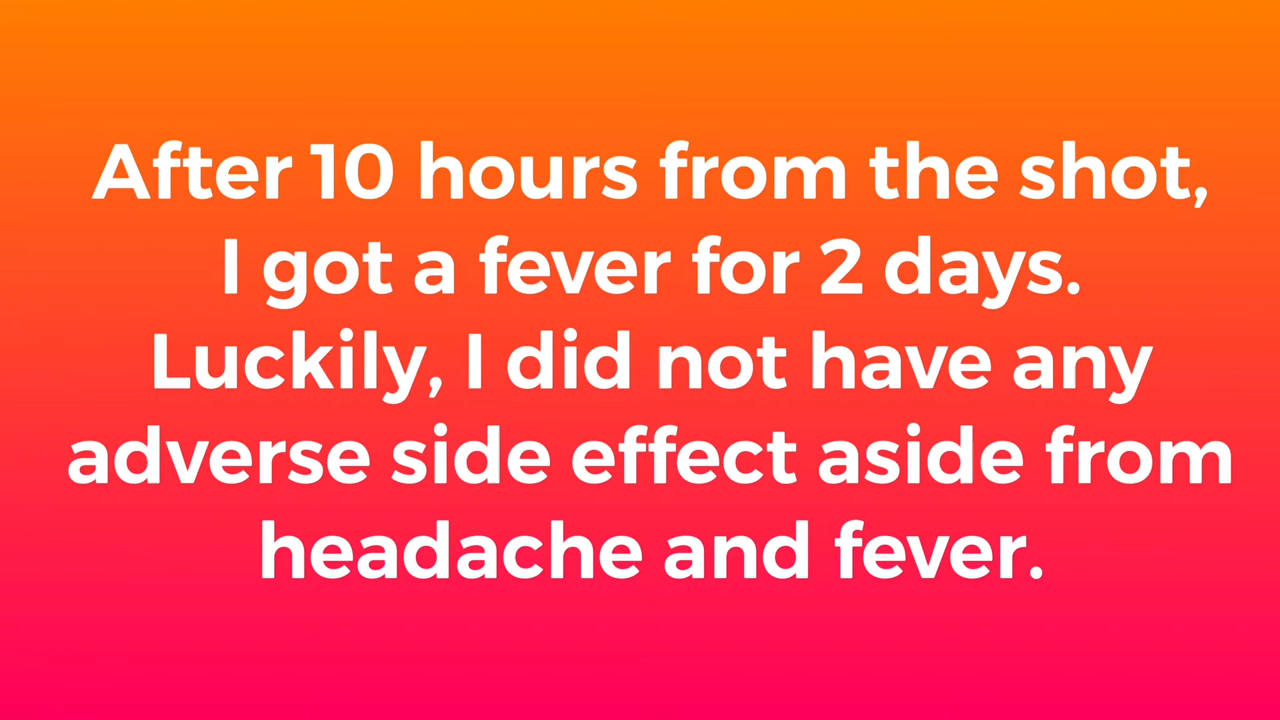 After 10 hours from the shot,
I got a fever for 2 days.
Luckily, I did not have any
adverse side effect aside from
headache and fever.